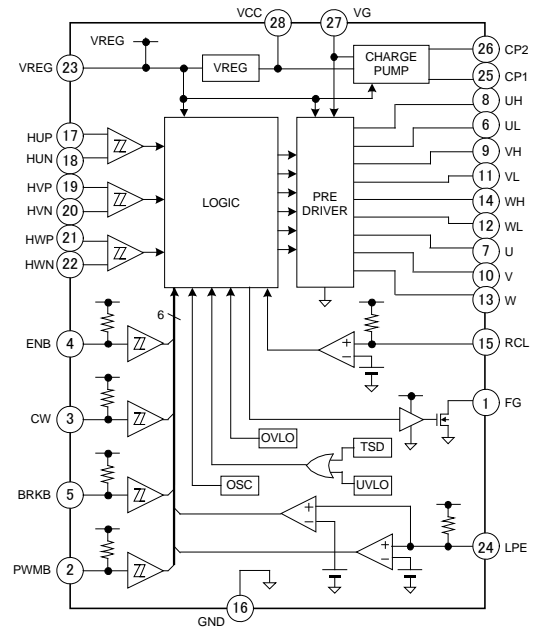 VCC
VG
28
27
VREG
VREG
23
VREG
CHARGE
PUMP
26 CP2
25 CP1
8 UH
6 UL
9 VH
11 VL
14 WH
12 WL
7 U
10 V
13 W
HUP 17
HUN 18
HVP 19
HVN 20
HWP 21
HWN 22
LOGIC
PRE
DRIVER
6
ENB 4
+
−
15 RCL
1 FG
CW 3
OVLO
TSD
OSC
UVLO
BRKB 5
+
−
+
−
24 LPE
PWMB 2
GND 16